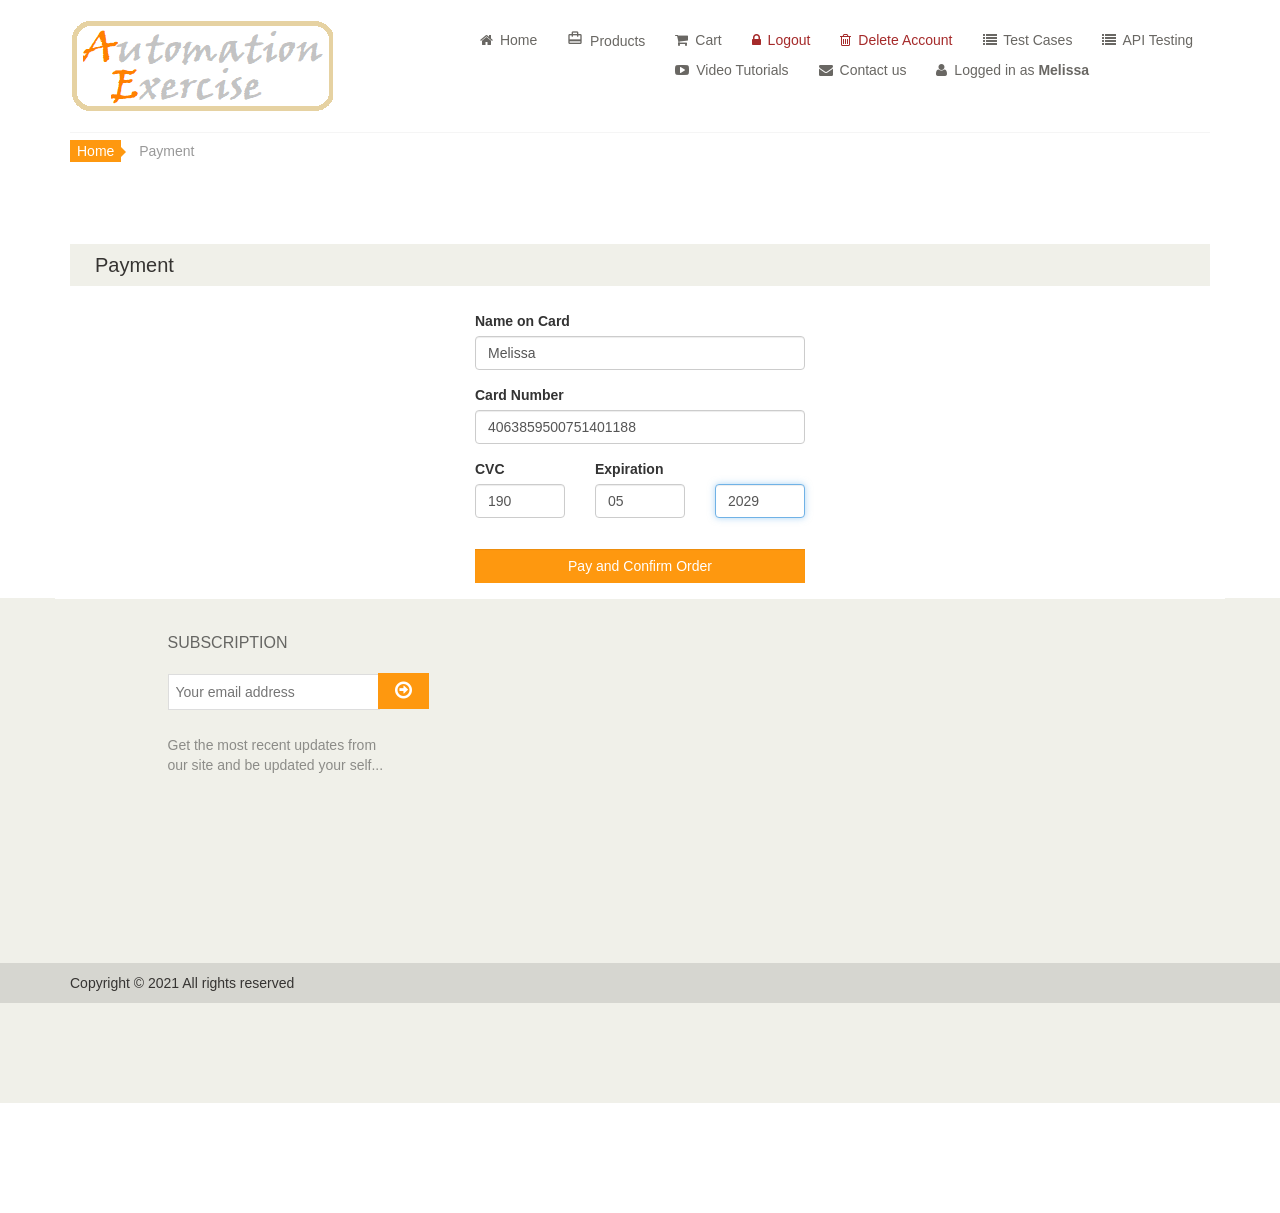 Automation
Exercise
Home
Products
Cart
Logout
Delete Account
Test Cases
API Testing
Video Tutorials
Contact us
Logged in as Melissa
Home
Payment
Payment
Name on Card
Melissa
Card Number
4063859500751401188
CVC
Expiration
190
05
2029
Pay and Confirm Order
SUBSCRIPTION
Your email address
Get the most recent updates from
our site and be updated your self...
Copyright © 2021 All rights reserved